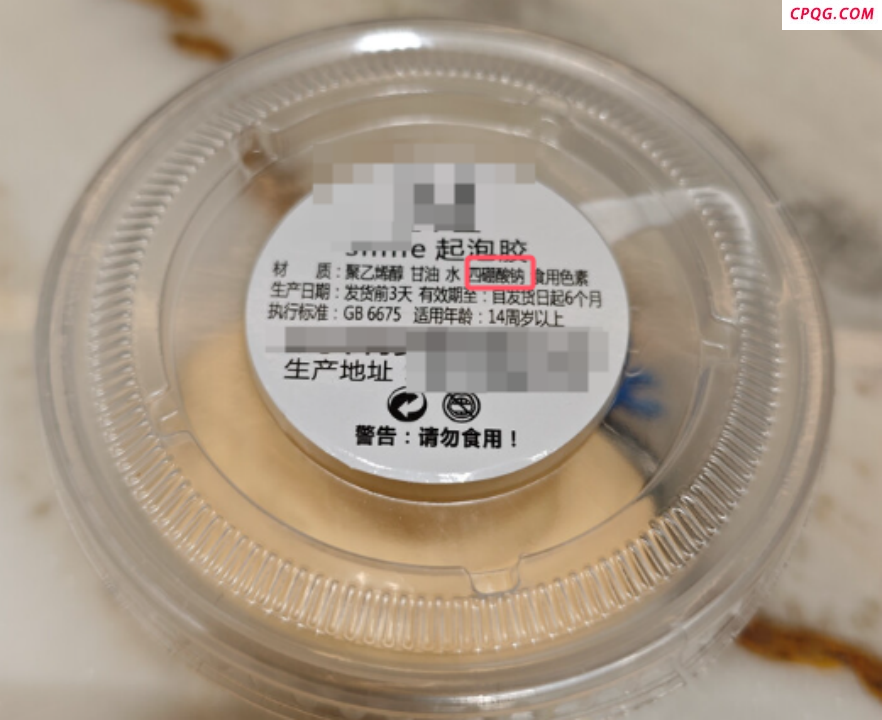 CPQG.COM
起泡胶
材 质：聚乙烯醇 甘油 水 四硼酸钠 食用色素
生产日期：发货前3天 有效期至：自发货日起6个月
执行标准：GB 6675 适用年龄：14周岁以上
生产地址
警告：请勿食用！